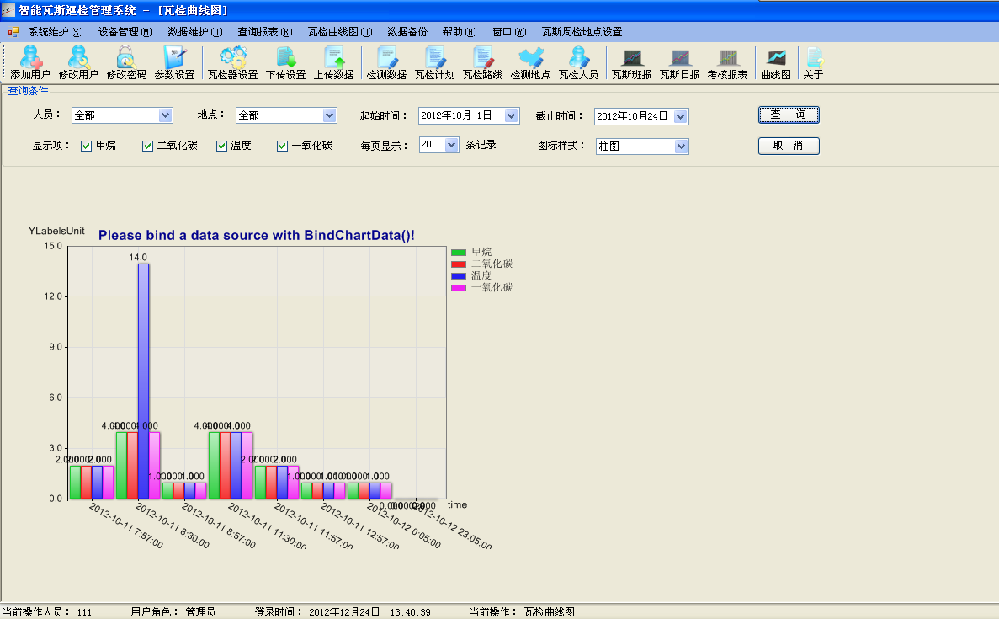 智能瓦斯巡检管理系统 - [瓦检曲线图]
系统维护(S) 设备管理(M) 数据维护(D) 查询报表(R) 瓦检曲线图(O) 数据备份 帮助(H) 窗口(W) 瓦斯周检地点设置
添加用户 修改用户 修改密码 参数设置 瓦检器设置 下传设置 上传数据 检测数据 瓦检计划 瓦检路线 检测地点 瓦检人员 瓦斯班报 瓦斯日报 考核报表 曲线图 关于
查询条件
人员： 全部 地点： 全部 起始时间： 2012年10月 1日 截止时间： 2012年10月24日 查 询
显示项： 甲烷 二氧化碳 温度 一氧化碳 每页显示： 20 条记录 图标样式： 柱图 取 消
YLabelsUnit
Please bind a data source with BindChartData()!
甲烷
二氧化碳
温度
一氧化碳
15.0
14.0
12.0
9.0
6.0
4.000 4.000 4.000 4.000
3.0
2.000 2.000 2.000 2.000
1.000 1.000 1.000 1.000 1.000
0.0
time
2012-10-11 7:57:00
2012-10-11 8:30:00
2012-10-11 8:57:00
2012-10-11 11:30:00
2012-10-11 11:57:00
2012-10-11 12:57:00
2012-10-12 0:05:00
2012-10-12 23:05:00
当前操作人员： 111 用户角色： 管理员 登录时间： 2012年12月24日 13:40:39 当前操作： 瓦检曲线图